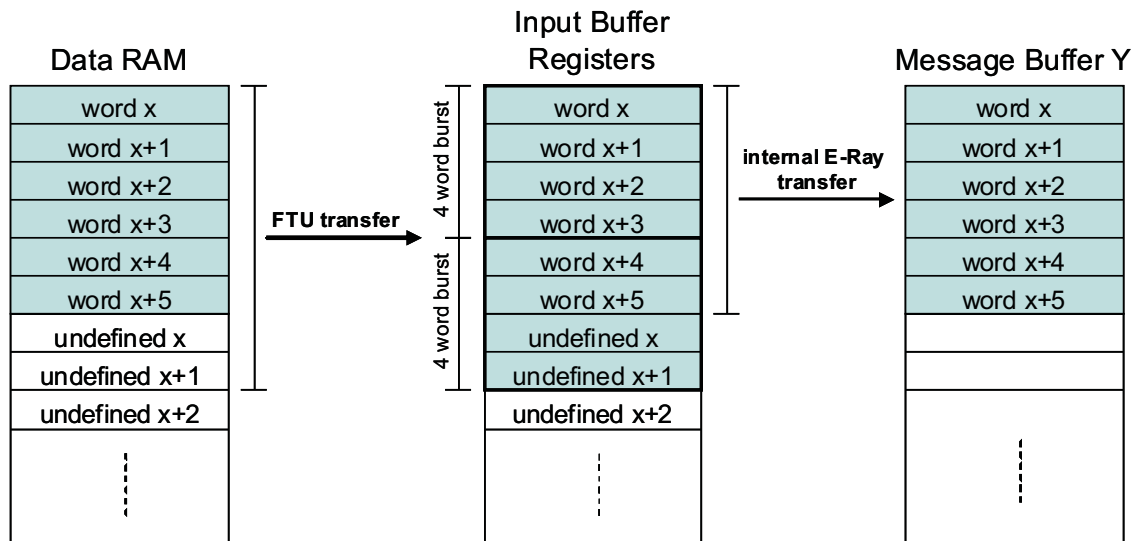 Data RAM
word x
word x+1
word x+2
word x+3
word x+4
word x+5
undefined x
undefined x+1
undefined x+2
FTU transfer
Input Buffer
Registers
4 word burst
4 word burst
word x
word x+1
word x+2
word x+3
word x+4
word x+5
undefined x
undefined x+1
undefined x+2
internal E-Ray
transfer
Message Buffer Y
word x
word x+1
word x+2
word x+3
word x+4
word x+5